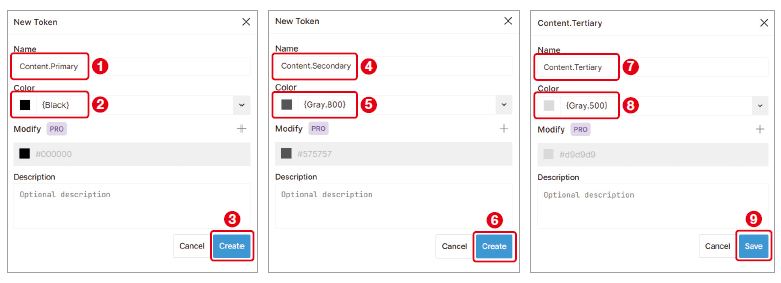 New Token
Name
Content.Primary
1
Color
2
{Black}
Modify PRO
#000000
Description
Optional description
3
Cancel Create
New Token
Name
Content.Secondary
4
Color
{Gray.800}
5
Modify PRO
#575757
Description
Optional description
6
Cancel Create
Content.Tertiary
Name
Content.Tertiary
7
Color
{Gray.500}
8
Modify PRO
#d9d9d9
Description
Optional description
9
Cancel Save